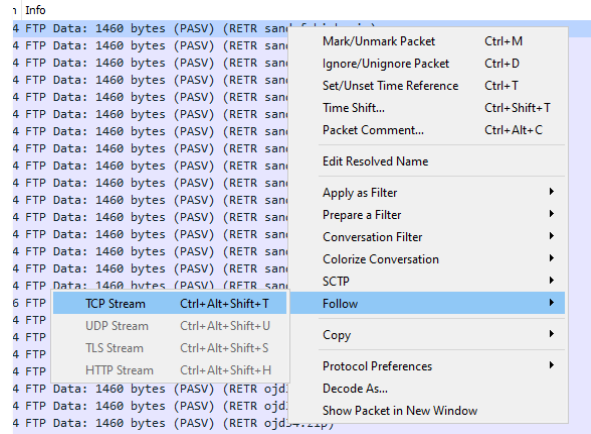 Info
4 FTP Data: 1460 bytes (PASV) (RETR
4 FTP Data: 1460 bytes (PASV) (RETR san
Mark/Unmark Packet Ctrl+M
4 FTP Data: 1460 bytes (PASV) (RETR san
Ignore/Unignore Packet Ctrl+D
4 FTP Data: 1460 bytes (PASV) (RETR san
Set/Unset Time Reference Ctrl+T
4 FTP Data: 1460 bytes (PASV) (RETR san
Time Shift... Ctrl+Shift+T
4 FTP Data: 1460 bytes (PASV) (RETR san
Packet Comment... Ctrl+Alt+C
4 FTP Data: 1460 bytes (PASV) (RETR san
4 FTP Data: 1460 bytes (PASV) (RETR san
Edit Resolved Name
4 FTP Data: 1460 bytes (PASV) (RETR san
4 FTP Data: 1460 bytes (PASV) (RETR san
Apply as Filter
4 FTP Data: 1460 bytes (PASV) (RETR san
Prepare a Filter
4 FTP Data: 1460 bytes (PASV) (RETR san
Conversation Filter
4 FTP Data: 1460 bytes (PASV) (RETR san
Colorize Conversation
4 FTP Data: 1460 bytes (PASV) (RETR san
SCTP
4 FTP Data: 1460 bytes (PASV) (RETR san
6 FTP
TCP Stream Ctrl+Alt+Shift+T
Follow
4 FTP
UDP Stream Ctrl+Alt+Shift+U
4 FTP
Copy
TLS Stream Ctrl+Alt+Shift+S
4 FTP
HTTP Stream Ctrl+Alt+Shift+H
Protocol Preferences
4 FTP Data: 1460 bytes (PASV) (RETR ojd
Decode As...
4 FTP Data: 1460 bytes (PASV) (RETR ojd
Show Packet in New Window
4 FTP Data: 1460 bytes (PASV) (RETR